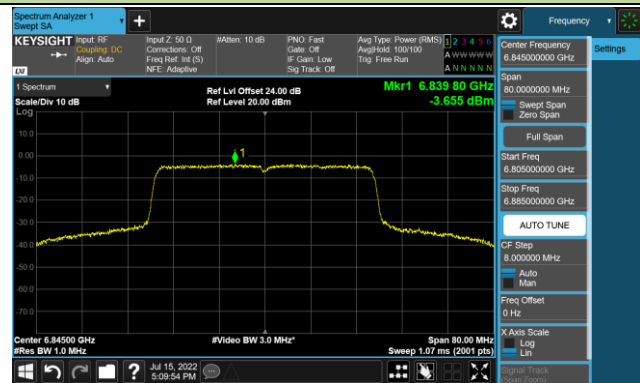 Spectrum Analyzer 1
Swept SA
Frequency
KEYSIGHT
Input: RF
Coupling: DC
Align: Auto
Input Z: 50 Ω
Corrections: Off
Freq Ref: Int (S)
NFE: Adaptive
#Atten: 10 dB
PNO: Fast
Gate: Off
IF Gain: Low
Sig Track: Off
Avg Type: Power (RMS)
Avg|Hold: 100/100
Trig: Free Run
1 2 3 4 5 6
A W W W W W
A N N N N N
LXI
1 Spectrum
Scale/Div 10 dB
Log
Ref Lvl Offset 24.00 dB
Ref Level 20.00 dBm
Mkr1 6.839 80 GHz
-3.655 dBm
1
10.0
0.00
-10.0
-20.0
-30.0
-40.0
-50.0
-60.0
-70.0
Center 6.84500 GHz
#Res BW 1.0 MHz
#Video BW 3.0 MHz*
Span 80.00 MHz
Sweep 1.07 ms (2001 pts)
Jul 15, 2022
5:09:54 PM
Center Frequency
6.845000000 GHz
Settings
Span
80.0000000 MHz
Swept Span
Zero Span
Full Span
Start Freq
6.805000000 GHz
Stop Freq
6.885000000 GHz
AUTO TUNE
CF Step
8.000000 MHz
Auto
Man
Freq Offset
0 Hz
X Axis Scale
Log
Lin
Signal Track
(Span Zoom)